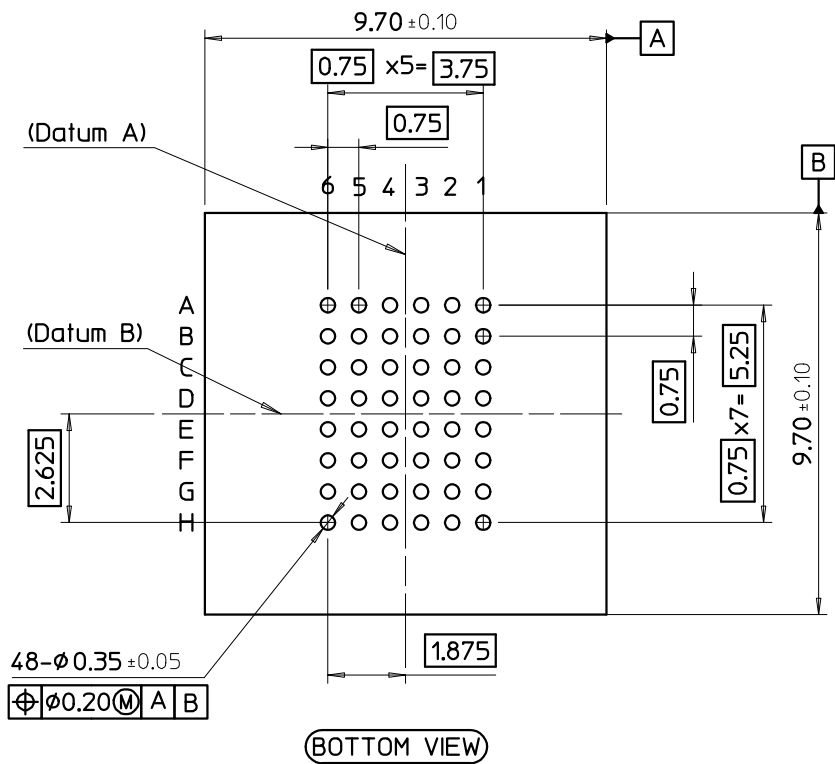 9.70 ±0.10
A
0.75 x5= 3.75
0.75
(Datum A)
B
6 5 4 3 2 1
A
B
(Datum B)
C
D
E
F
G
H
2.625
0.75
0.75 x7= 5.25
9.70 ±0.10
1.875
48-ϕ 0.35 ±0.05
⌖ ϕ0.20Ⓜ A B
BOTTOM VIEW